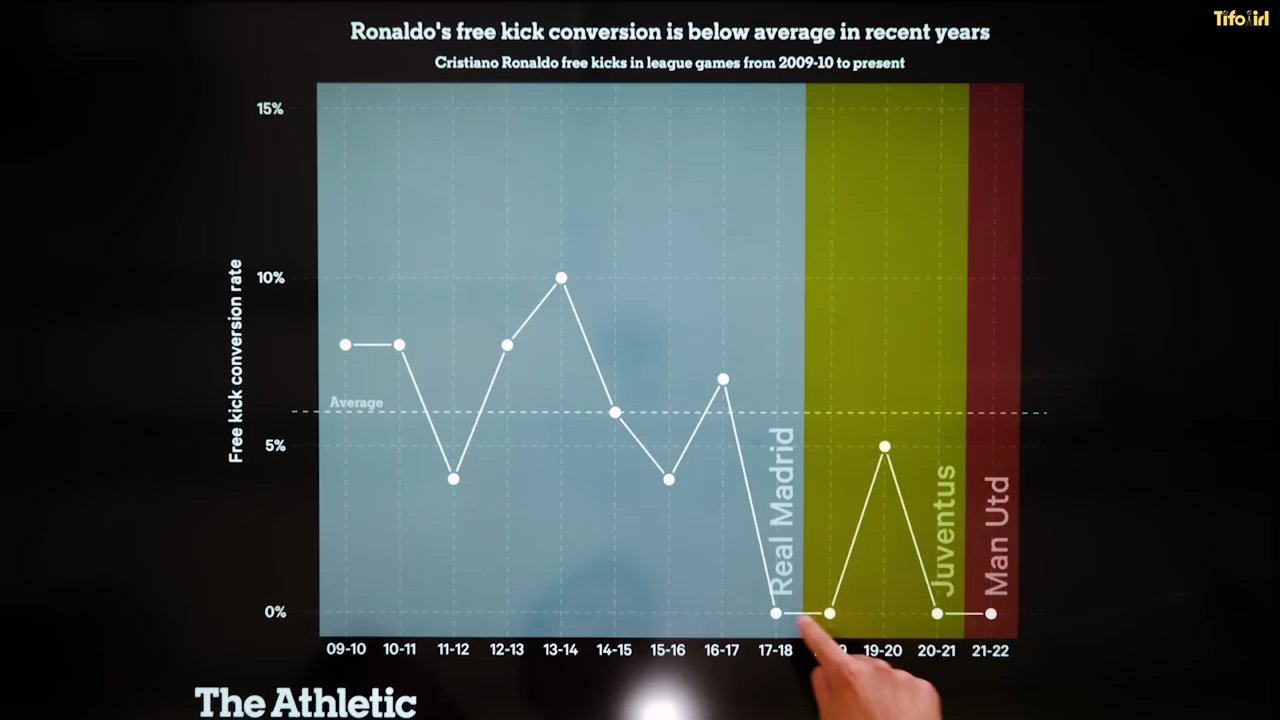 TifoIrl
Ronaldo's free kick conversion is below average in recent years
Cristiano Ronaldo free kicks in league games from 2009-10 to present
15%
10%
5%
0%
Free kick conversion rate
Average
Real Madrid
Juventus
Man Utd
09-10 10-11 11-12 12-13 13-14 14-15 15-16 16-17 17-18 19-20 20-21 21-22
The Athletic